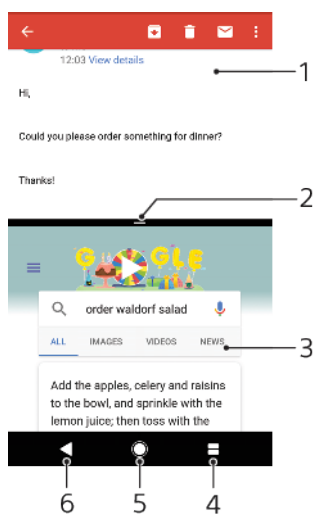 12:03 View details
1
Hi,
Could you please order something for dinner?
Thanks!
2
GOOGLE
order waldorf salad
ALL IMAGES VIDEOS NEWS
3
Add the apples, celery and raisins
to the bowl, and sprinkle with the
lemon juice; then toss with the
6 5 4